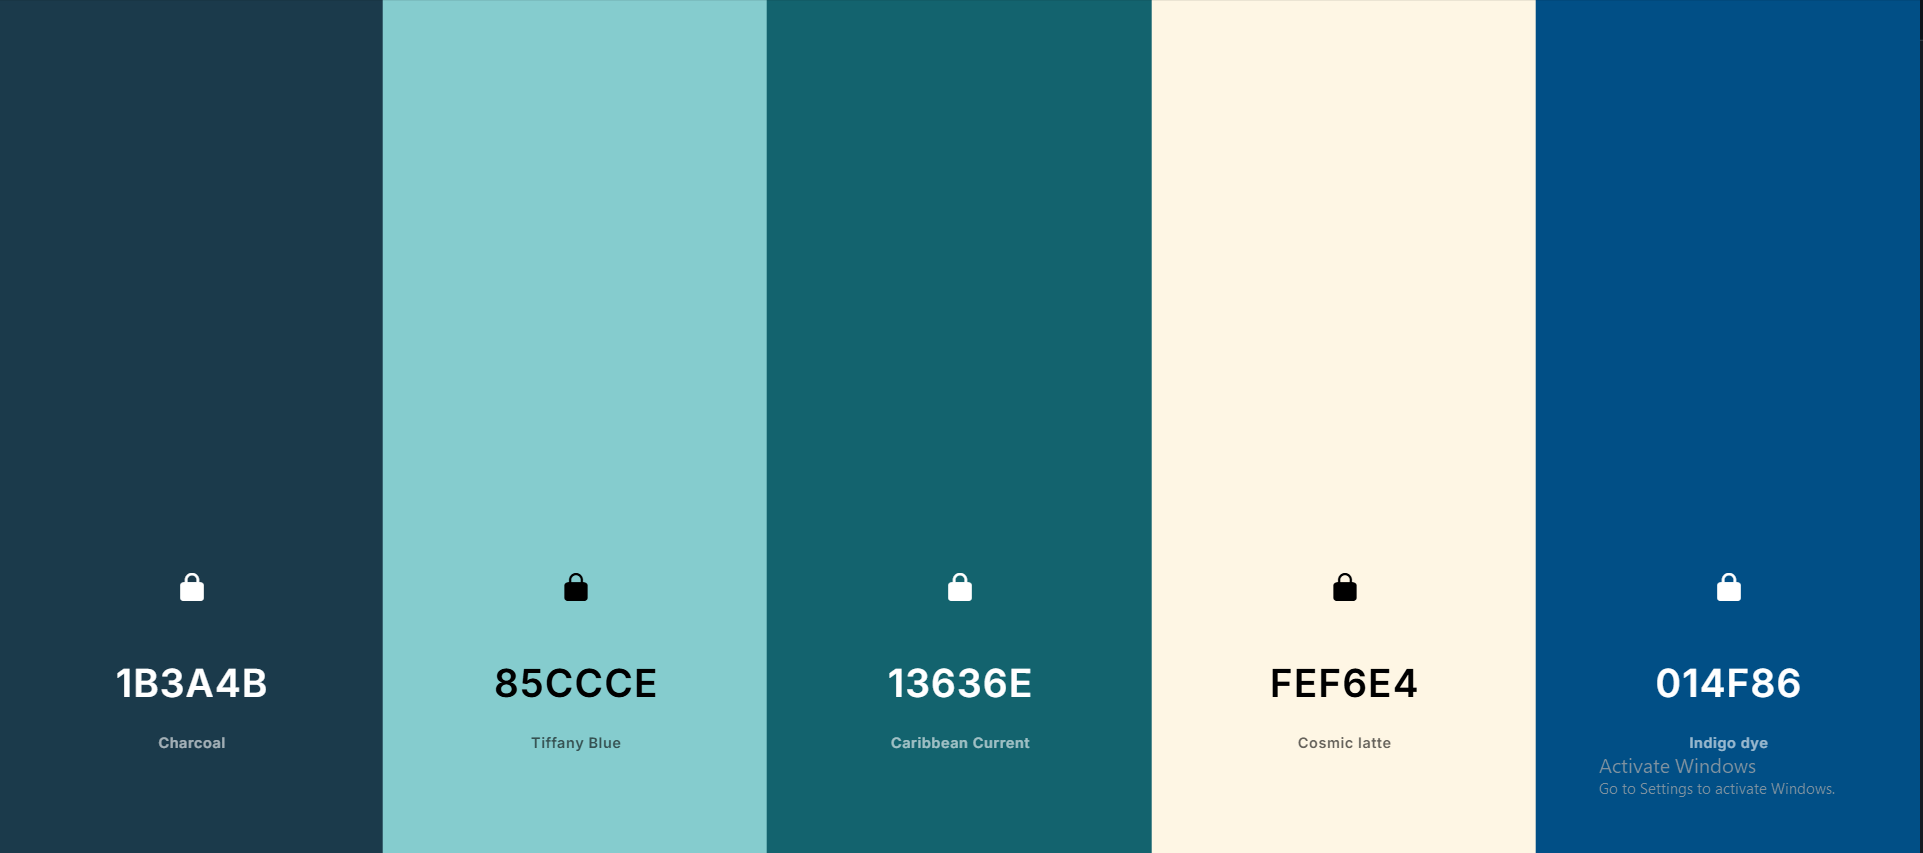 1B3A4B
Charcoal
85CCCE
Tiffany Blue
13636E
Caribbean Current
FEF6E4
Cosmic latte
014F86
Indigo dye
Activate Windows
Go to Settings to activate Windows.